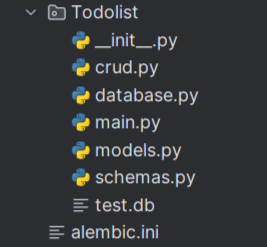 Todolist
__init__.py
crud.py
database.py
main.py
models.py
schemas.py
test.db
alembic.ini